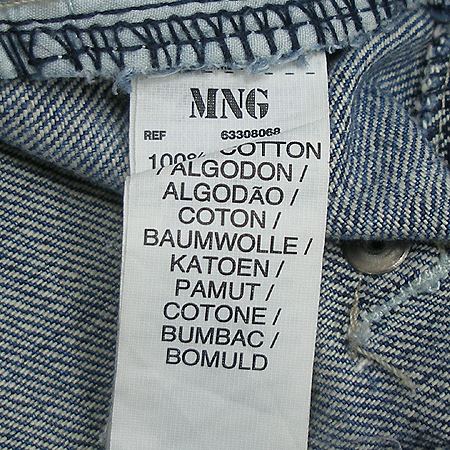 MNG
REF 63308068
100% COTTON
/ ALGODON /
ALGODÃO /
COTON /
BAUMWOLLE /
KATOEN /
PAMUT /
COTONE /
BUMBAC /
BOMULD